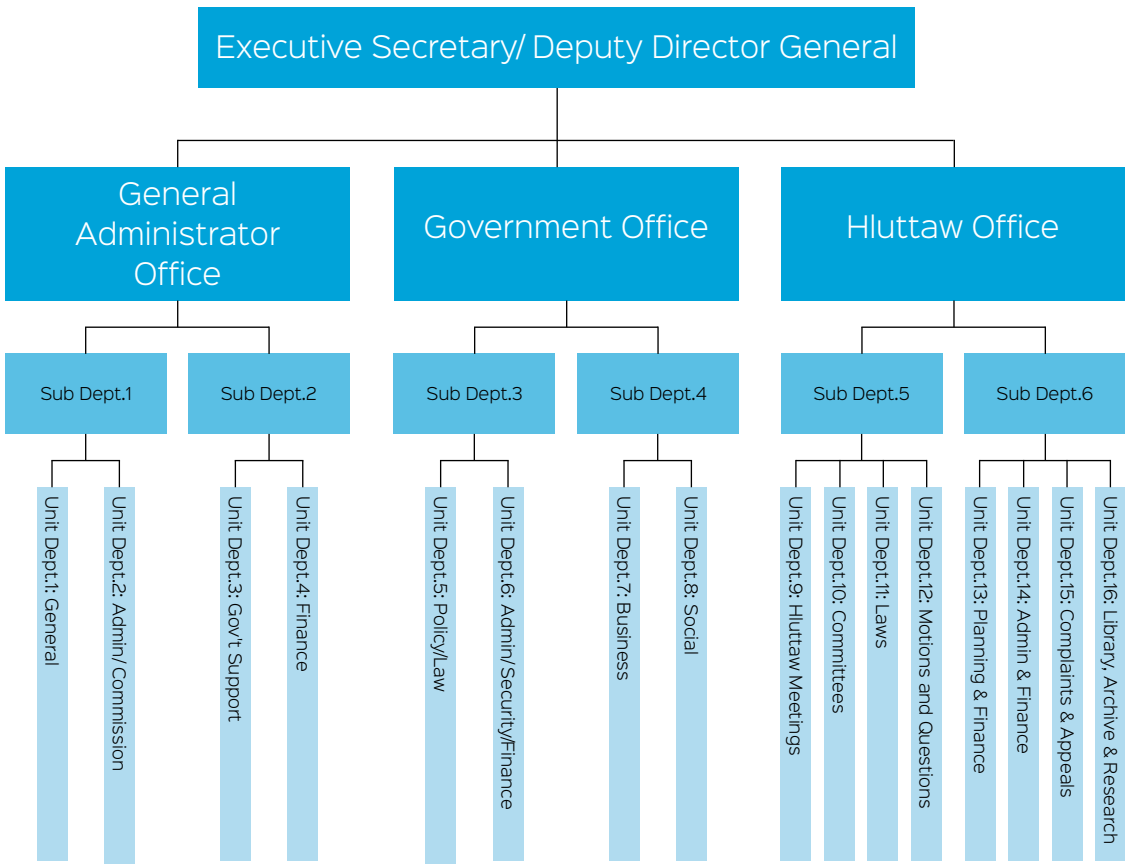 Executive Secretary/ Deputy Director General
General
Administrator
Office
Government Office
Hluttaw Office
Sub Dept.1
Sub Dept.2
Sub Dept.3
Sub Dept.4
Sub Dept.5
Sub Dept.6
Unit Dept.1: General
Unit Dept.2: Admin/Commission
Unit Dept.3: Gov't Support
Unit Dept.4: Finance
Unit Dept.5: Policy/Law
Unit Dept.6: Admin/Security/Finance
Unit Dept.7: Business
Unit Dept.8: Social
Unit Dept.9: Hluttaw Meetings
Unit Dept.10: Committees
Unit Dept.11: Laws
Unit Dept.12: Motions and Questions
Unit Dept.13: Planning & Finance
Unit Dept.14: Admin & Finance
Unit Dept.15: Complaints & Appeals
Unit Dept.16: Library, Archive & Research